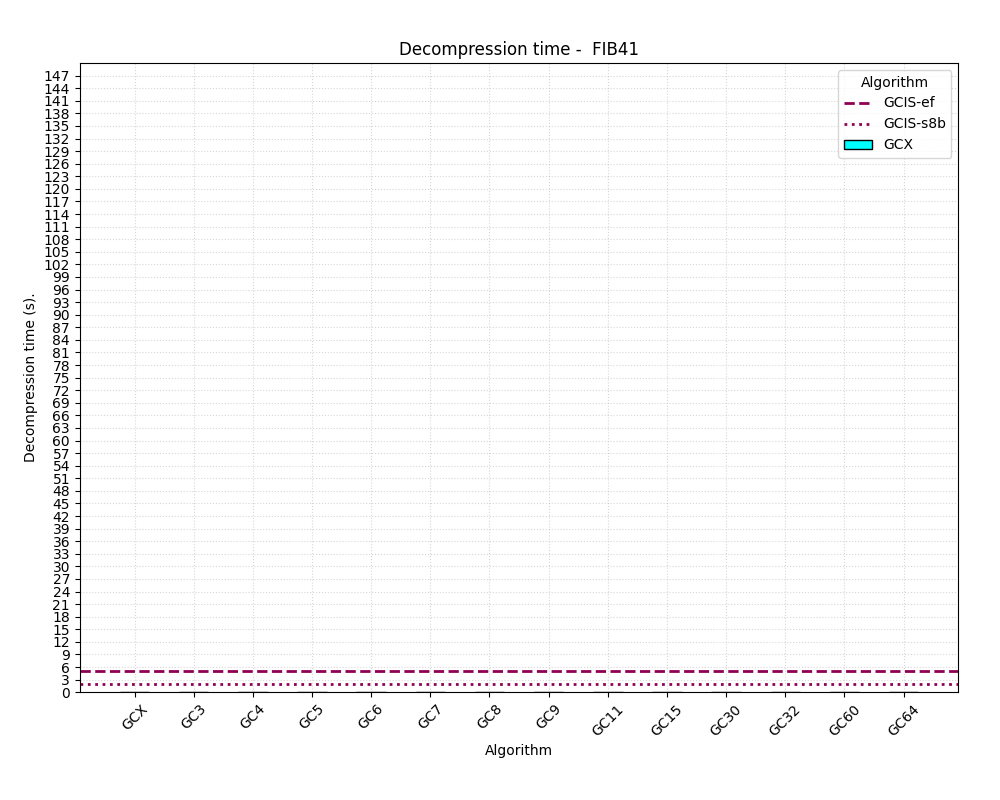 Decompression time -  FIB41
Algorithm
GCIS-ef
GCIS-s8b
GCX
Decompression time (s).
147
144
141
138
135
132
129
126
123
120
117
114
111
108
105
102
99
96
93
90
87
84
81
78
75
72
69
66
63
60
57
54
51
48
45
42
39
36
33
30
27
24
21
18
15
12
9
6
3
0
GCX
GC3
GC4
GC5
GC6
GC7
GC8
GC9
GC11
GC15
GC30
GC32
GC60
GC64
Algorithm